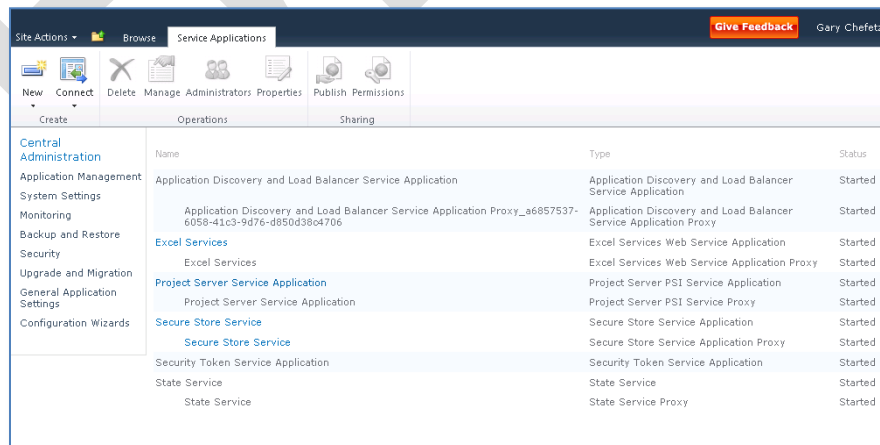 Give Feedback Gary Chefetz
Site Actions Browse Service Applications
New Connect Delete Manage Administrators Properties Publish Permissions
Create Operations Sharing
Central
Administration
Application Management
System Settings
Monitoring
Backup and Restore
Security
Upgrade and Migration
General Application
Settings
Configuration Wizards
Name Type Status
Application Discovery and Load Balancer Service Application Application Discovery and Load Balancer Started
Service Application
Application Discovery and Load Balancer Service Application Proxy_a6857537- Application Discovery and Load Balancer Started
6058-41c3-9d76-d850d38c4706 Service Application Proxy
Excel Services Excel Services Web Service Application Started
Excel Services Excel Services Web Service Application Proxy Started
Project Server Service Application Project Server PSI Service Application Started
Project Server Service Application Project Server PSI Service Proxy Started
Secure Store Service Secure Store Service Application Started
Secure Store Service Secure Store Service Application Proxy Started
Security Token Service Application Security Token Service Application Started
State Service State Service Started
State Service State Service Proxy Started